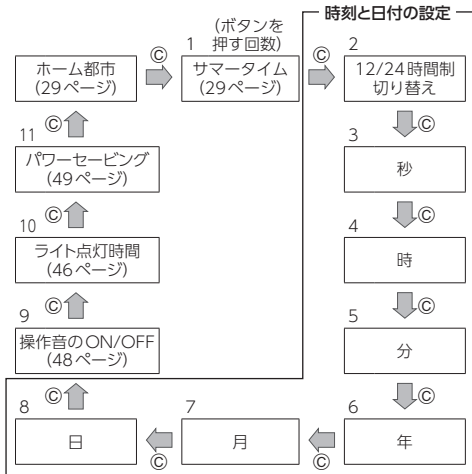 時刻と日付の設定
(ボタンを
押す回数)
ホーム都市
(29ページ)
Ⓒ
1
サマータイム
(29ページ)
Ⓒ
2
12/24時間制
切り替え
Ⓒ
3
秒
Ⓒ
4
時
Ⓒ
5
分
Ⓒ
6
年
Ⓒ
7
月
Ⓒ
8
日
Ⓒ
9
操作音のON/OFF
(48ページ)
Ⓒ
10
ライト点灯時間
(46ページ)
Ⓒ
11
パワーセービング
(49ページ)
Ⓒ